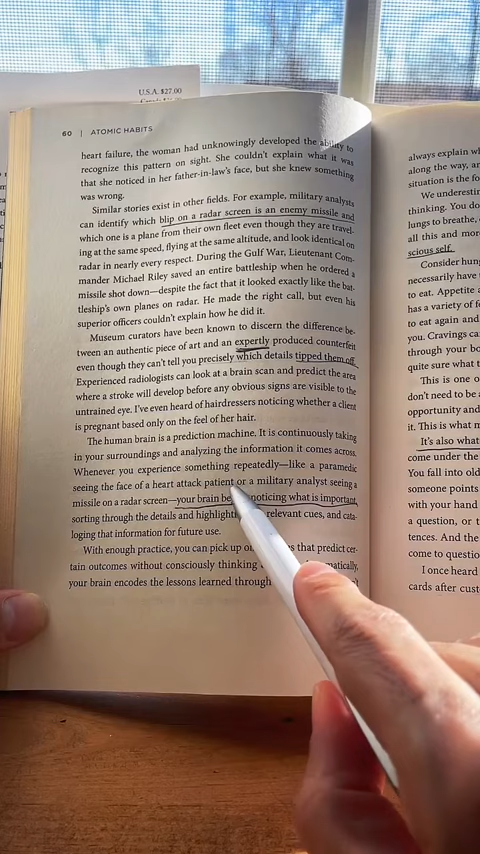 U.S.A. $27.00
60 | ATOMIC HABITS
heart failure, the woman had unknowingly developed the ability to
recognize this pattern on sight. She couldn't explain what it was
that she noticed in her father-in-law's face, but she knew something
was wrong.
Similar stories exist in other fields. For example, military analysts
can identify which blip on a radar screen is an enemy missile and
which one is a plane from their own fleet even though they are travel-
ing at the same speed, flying at the same altitude, and look identical on
radar in nearly every respect. During the Gulf War, Lieutenant Com-
mander Michael Riley saved an entire battleship when he ordered a
missile shot down—despite the fact that it looked exactly like the bat-
tleship's own planes on radar. He made the right call, but even his
superior officers couldn't explain how he did it.
Museum curators have been known to discern the difference be-
tween an authentic piece of art and an expertly produced counterfeit
even though they can't tell you precisely which details tipped them off.
Experienced radiologists can look at a brain scan and predict the area
where a stroke will develop before any obvious signs are visible to the
untrained eye. I've even heard of hairdressers noticing whether a client
is pregnant based only on the feel of her hair.
The human brain is a prediction machine. It is continuously taking
in your surroundings and analyzing the information it comes across.
Whenever you experience something repeatedly—like a paramedic
seeing the face of a heart attack patient or a military analyst seeing a
missile on a radar screen—your brain noticing what is important,
sorting through the details and relevant cues, and cata-
loging that information for future use.
With enough practice, you can pick up that predict cer-
tain outcomes without consciously thinking
your brain encodes the lessons learned through
always explain
along the way,
situation is the
We underestim
thinking. You do
lungs to breathe,
all this and
scious self.
Consider
necessarily have
to eat. Appetite
has a variety of
to eat again and
you. Cravings
through your
quite sure what
This is one
don't need to be
opportunity and
it. This is what
It's also what
come under the
You fall into old
someone points
with your hand
a question, or
tences. And the
come to questio
I once heard
cards after